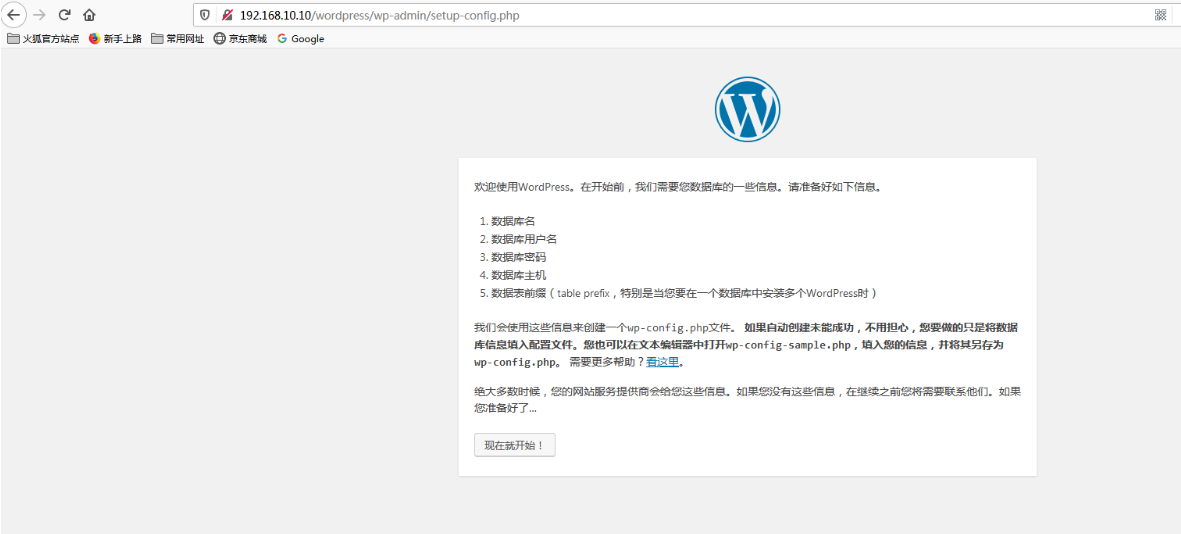 192.168.10.10/wordpress/wp-admin/setup-config.php
火狐官方站点 新手上路 常用网址 京东商城 Google
欢迎使用WordPress。在开始前，我们需要您数据库的一些信息。请准备好如下信息。
1. 数据库名
2. 数据库用户名
3. 数据库密码
4. 数据库主机
5. 数据表前缀（table prefix，特别是当您要在一个数据库中安装多个WordPress时）
我们会使用这些信息来创建一个wp-config.php文件。 如果自动创建未能成功，不用担心，您要做的只是将数据
库信息填入配置文件。您也可以在文本编辑器中打开wp-config-sample.php，填入您的信息，并将其另存为
wp-config.php。 需要更多帮助？看这里。
绝大多数时候，您的网站服务提供商会给您这些信息。如果您没有这些信息，在继续之前您将需要联系他们。如果
您准备好了...
现在就开始！